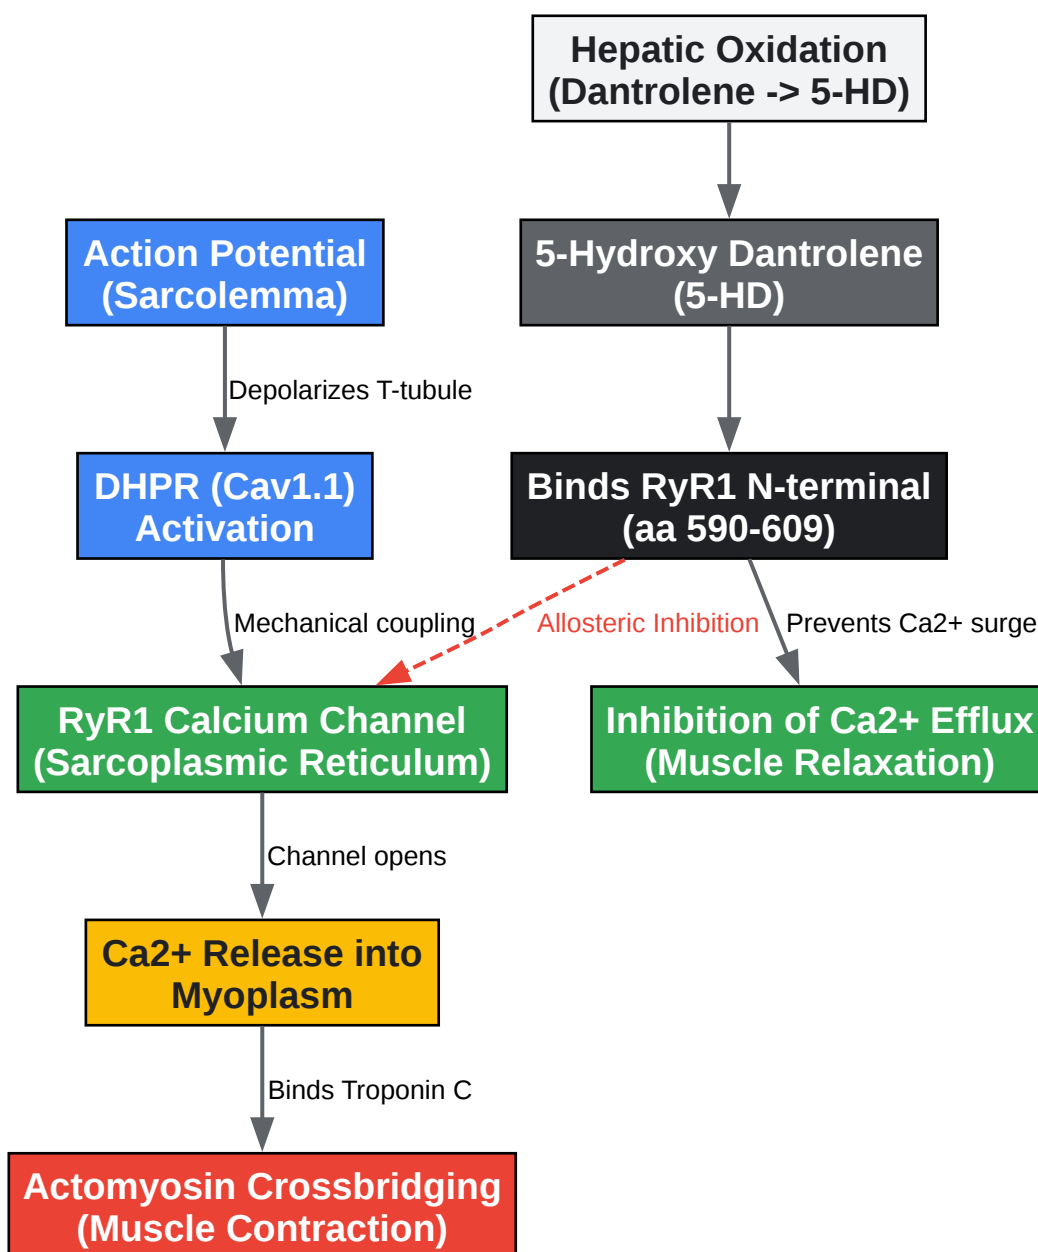 Hepatic Oxidation
(Dantrolene -> 5-HD)
Action Potential
(Sarcolemma)
5-Hydroxy Dantrolene
(5-HD)
Depolarizes T-tubule
DHPR (Cav1.1)
Activation
Binds RyR1 N-terminal
(aa 590-609)
Mechanical coupling
Allosteric Inhibition
Prevents Ca2+ surge
RyR1 Calcium Channel
(Sarcoplasmic Reticulum)
Inhibition of Ca2+ Efflux
(Muscle Relaxation)
Channel opens
Ca2+ Release into
Myoplasm
Binds Troponin C
Actomyosin Crossbridging
(Muscle Contraction)